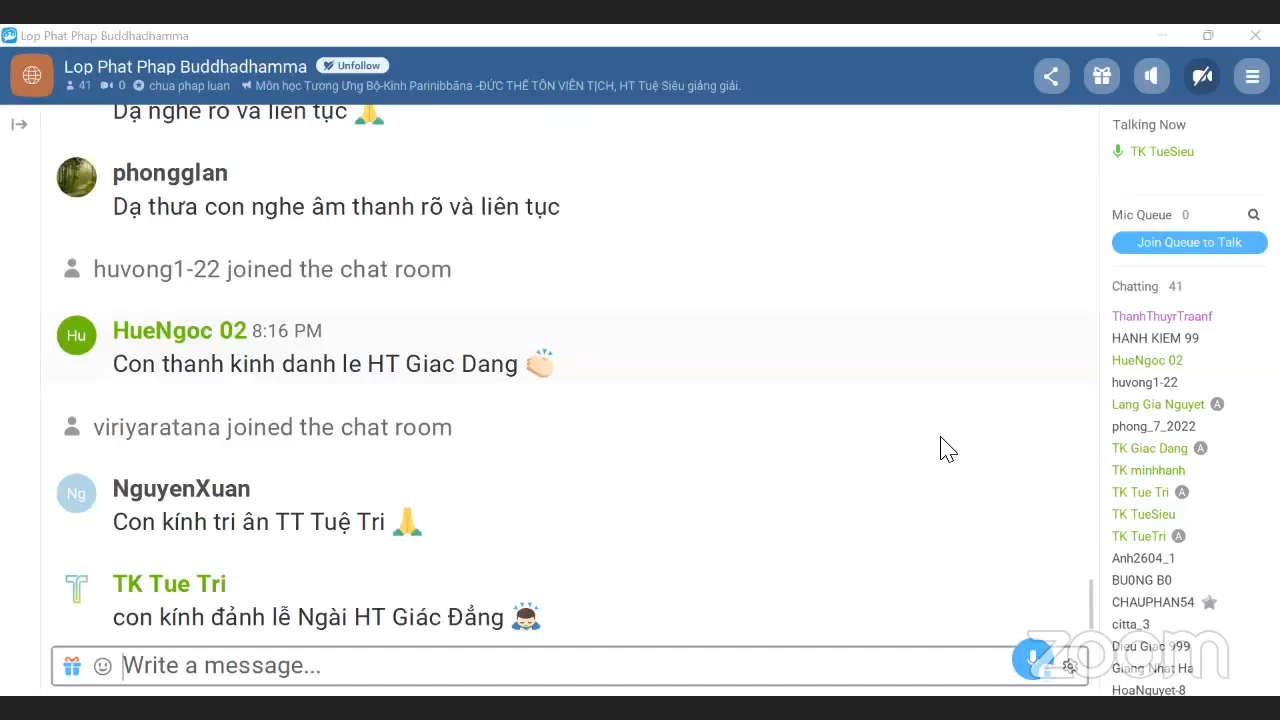 Lop Phat Phap Buddhadhamma
Lop Phat Phap Buddhadhamma Unfollow
41 0 chua phap luan Môn học Tương Ưng Bộ-Kinh Parinibbāna -ĐỨC THẾ TÔN VIÊN TỊCH, HT Tuệ Siêu giảng giải.
Dạ nghe rõ và liên tục
phongglan
Dạ thưa con nghe âm thanh rõ và liên tục
huvong1-22 joined the chat room
Hu
HueNgoc 02 8:16 PM
Con thanh kinh danh le HT Giac Dang
viriyaratana joined the chat room
Ng
NguyenXuan
Con kính tri ân TT Tuệ Tri
T
TK Tue Tri
con kính đảnh lễ Ngài HT Giác Đẳng
Write a message...
Talking Now
TK TueSieu
Mic Queue 0
Join Queue to Talk
Chatting 41
ThanhThuyrTraanf
HANH KIEM 99
HueNgoc 02
huvong1-22
Lang Gia Nguyet A
phong_7_2022
TK Giac Dang A
TK minhhanh
TK Tue Tri A
TK TueSieu
TK TueTri A
Anh2604_1
BU0NG B0
CHAUPHAN54
citta_3
Dieu Giac 999
Giang Nhat Ha
HoaNguyet-8
zoom